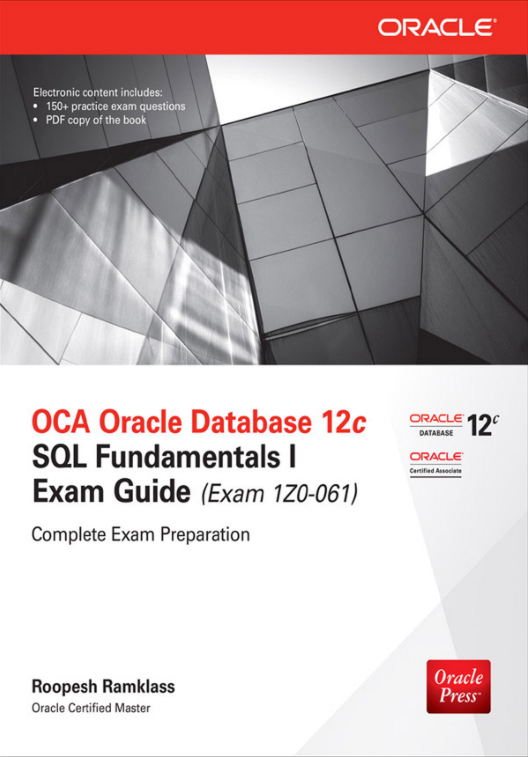 ORACLE®
Electronic content includes:
• 150+ practice exam questions
• PDF copy of the book
OCA Oracle Database 12c
SQL Fundamentals I
Exam Guide (Exam 1Z0-061)
Complete Exam Preparation
ORACLE®
DATABASE
12c
ORACLE®
Certified Associate
Roopesh Ramklass
Oracle Certified Master
Oracle
Press™